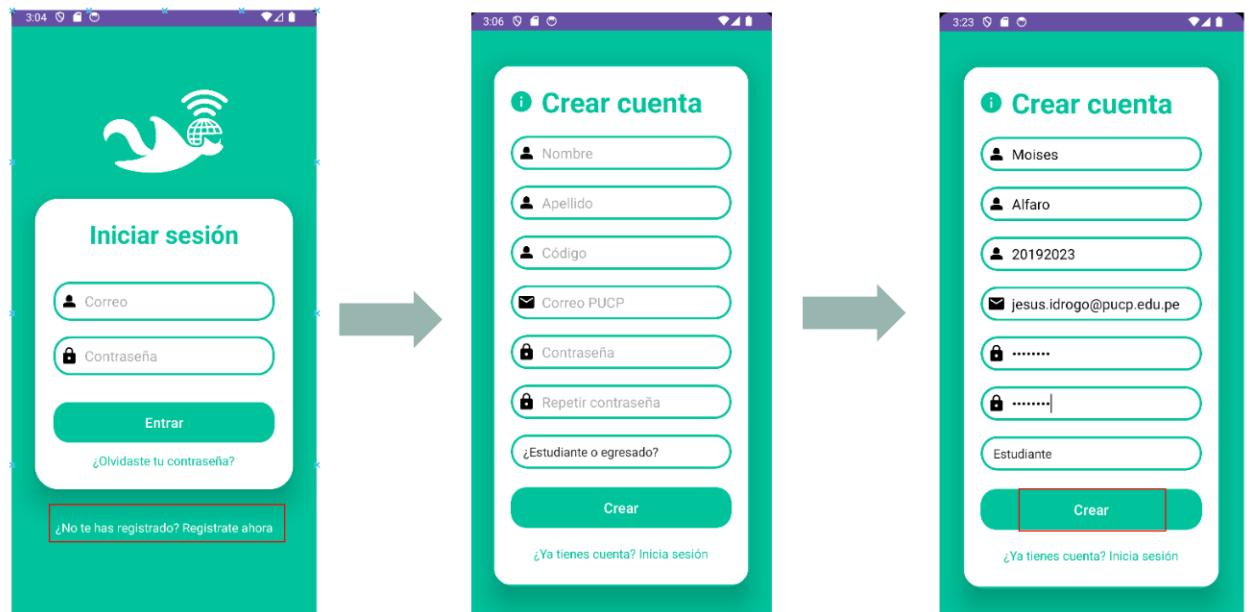 3:04
Iniciar sesión
Correo
Contraseña
Entrar
¿Olvidaste tu contraseña?
¿No te has registrado? Registrate ahora
3:06
Crear cuenta
Nombre
Apellido
Código
Correo PUCP
Contraseña
Repetir contraseña
¿Estudiante o egresado?
Crear
¿Ya tienes cuenta? Inicia sesión
3:23
Crear cuenta
Moises
Alfaro
20192023
jesus.idrogo@pucp.edu.pe
••••••••
••••••••
Estudiante
Crear
¿Ya tienes cuenta? Inicia sesión